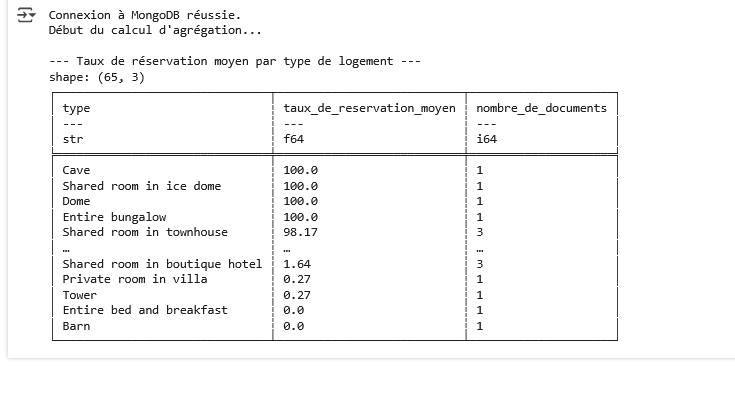 Connexion à MongoDB réussie.
Début du calcul d'agrégation...
--- Taux de réservation moyen par type de logement ---
shape: (65, 3)
type taux_de_reservation_moyen nombre_de_documents
--- --- ---
str f64 i64
Cave 100.0 1
Shared room in ice dome 100.0 1
Dome 100.0 1
Entire bungalow 100.0 1
Shared room in townhouse 98.17 3
… … …
Shared room in boutique hotel 1.64 3
Private room in villa 0.27 1
Tower 0.27 1
Entire bed and breakfast 0.0 1
Barn 0.0 1